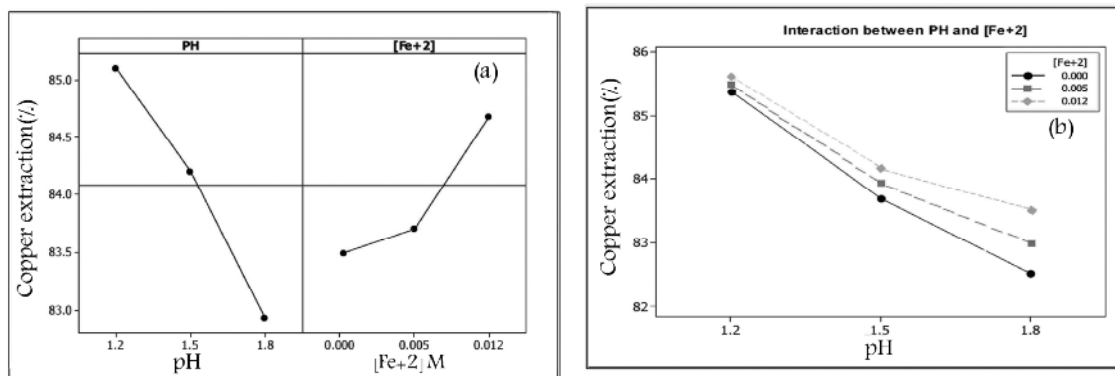 PH [Fe+2]
(a)
Copper extraction(%)
85.0
84.5
84.0
83.5
83.0
1.2 1.5 1.8 0.000 0.005 0.012
pH [Fe+2] M
Interaction between PH and [Fe+2]
[Fe+2]
0.000
0.005
0.012
(b)
Copper extraction(%)
86
85
84
83
82
1.2 1.5 1.8
pH